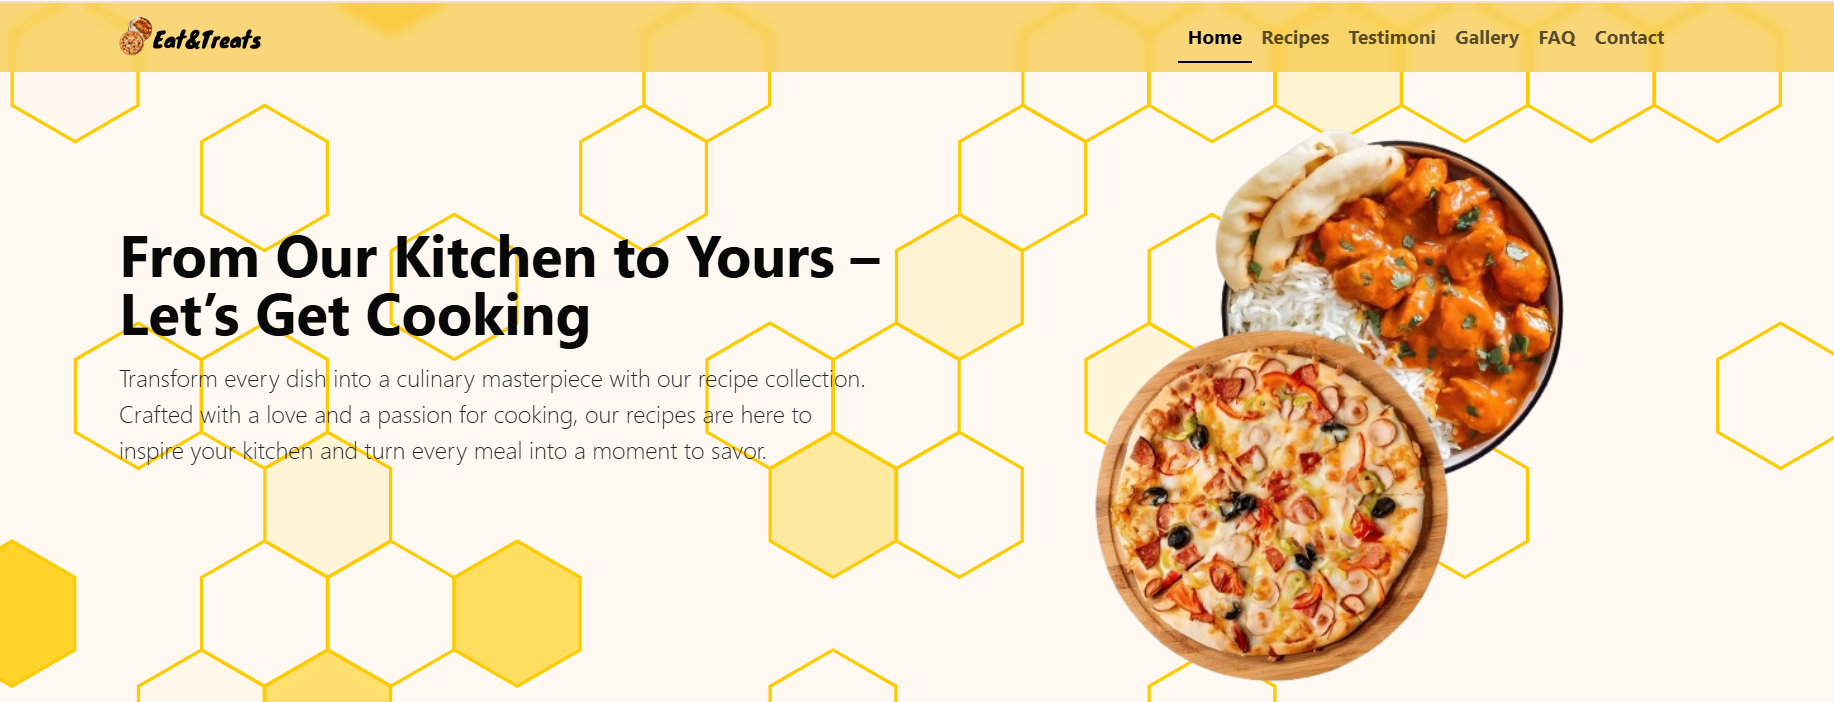 Eat&Treats
Home Recipes Testimoni Gallery FAQ Contact
From Our Kitchen to Yours –
Let’s Get Cooking
Transform every dish into a culinary masterpiece with our recipe collection.
Crafted with a love and a passion for cooking, our recipes are here to
inspire your kitchen and turn every meal into a moment to savor.